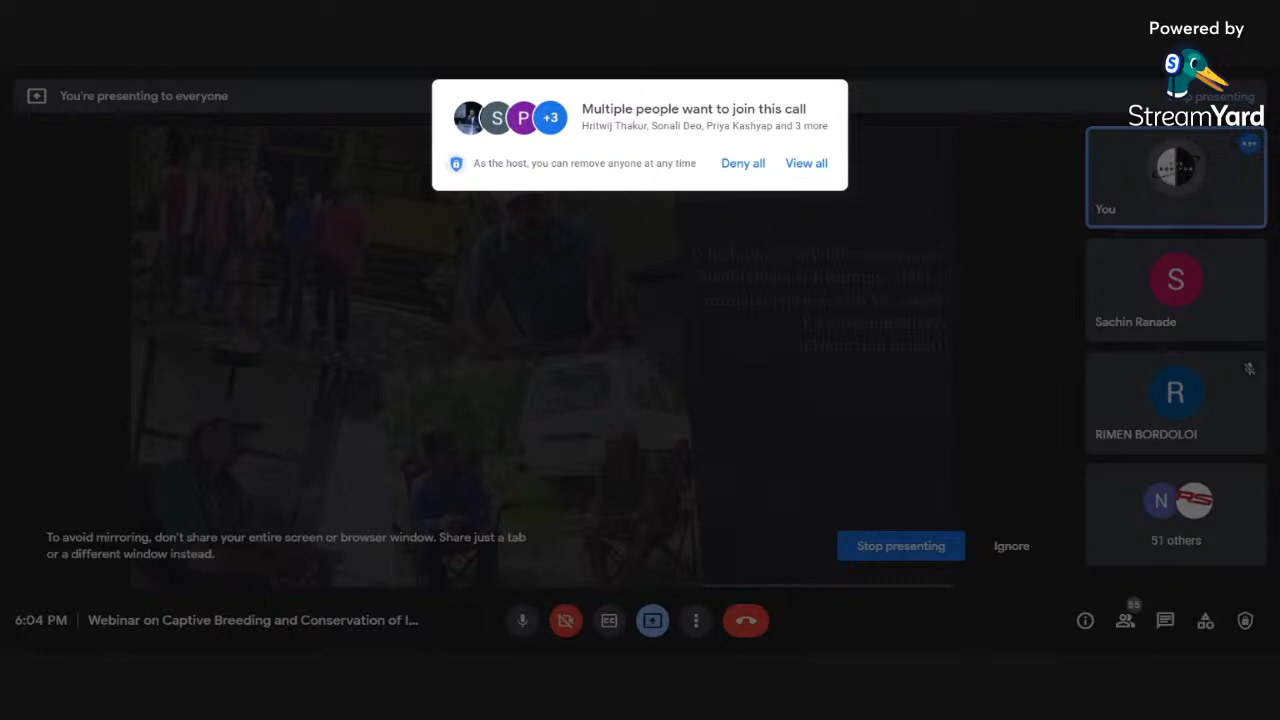 Powered by
S
StreamYard
You're presenting to everyone
S P +3
Multiple people want to join this call
Hritwij Thakur, Sonali Deo, Priya Kashyap and 3 more
As the host, you can remove anyone at any time
Deny all
View all
presenting
You
S
Sachin Ranade
R
RIMEN BORDOLOI
N RS
51 others
To avoid mirroring, don't share your entire screen or browser window. Share just a tab
or a different window instead.
Stop presenting
Ignore
6:04 PM
Webinar on Captive Breeding and Conservation of I...
55